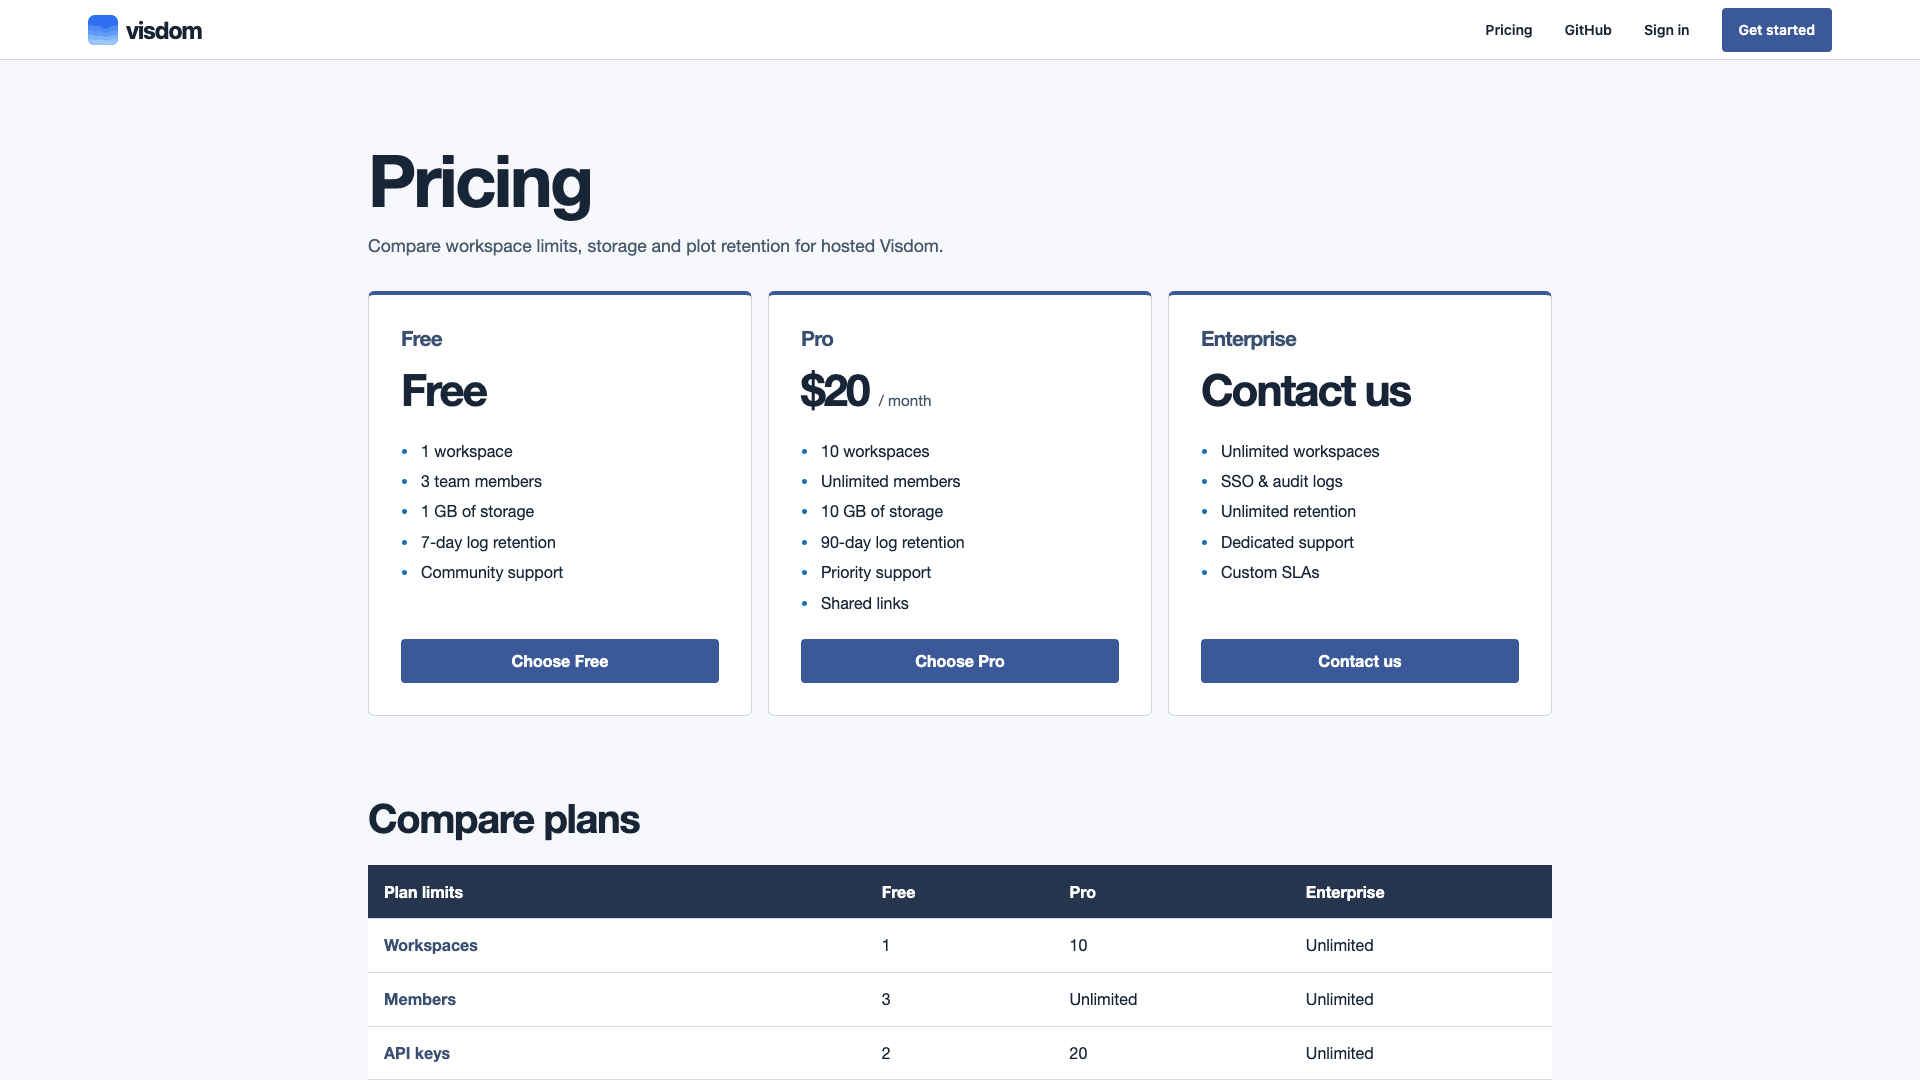 visdom
Pricing GitHub Sign in Get started
Pricing
Compare workspace limits, storage and plot retention for hosted Visdom.
Free
Free
• 1 workspace
• 3 team members
• 1 GB of storage
• 7-day log retention
• Community support
Choose Free
Pro
$20 / month
• 10 workspaces
• Unlimited members
• 10 GB of storage
• 90-day log retention
• Priority support
• Shared links
Choose Pro
Enterprise
Contact us
• Unlimited workspaces
• SSO & audit logs
• Unlimited retention
• Dedicated support
• Custom SLAs
Contact us
Compare plans
Plan limits Free Pro Enterprise
Workspaces 1 10 Unlimited
Members 3 Unlimited Unlimited
API keys 2 20 Unlimited